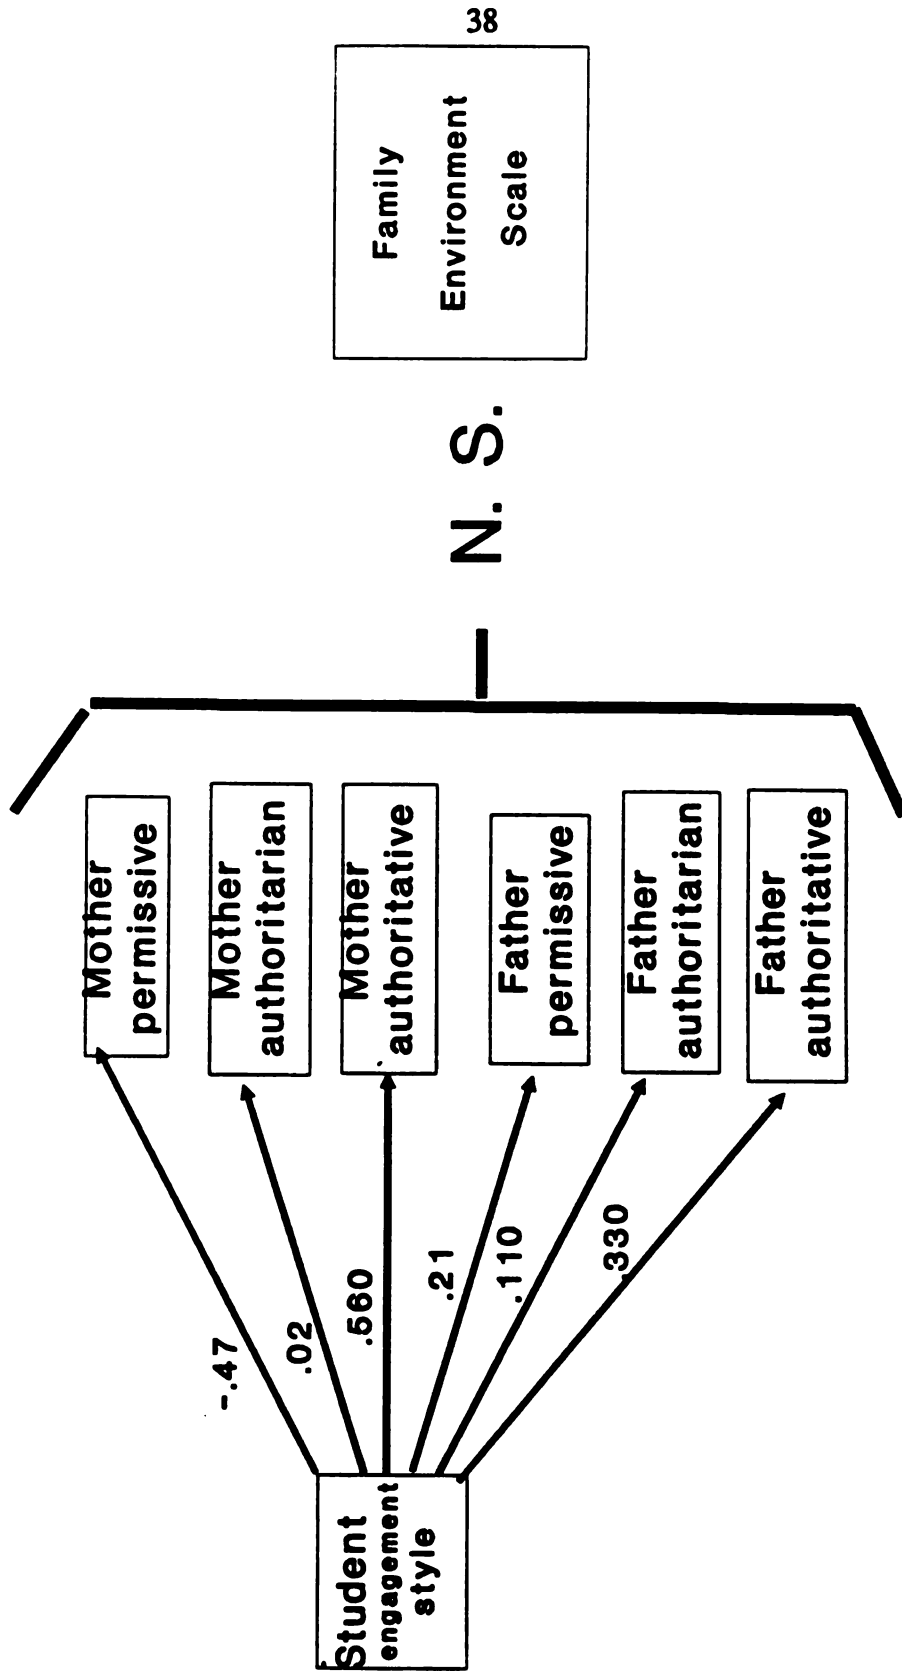 38
Student
engagement
style
-.47
.02
.560
.21
.110
.330
Mother
permissive
Mother
authoritarian
Mother
authoritative
Father
permissive
Father
authoritarian
Father
authoritative
N. S.
Family
Environment
Scale